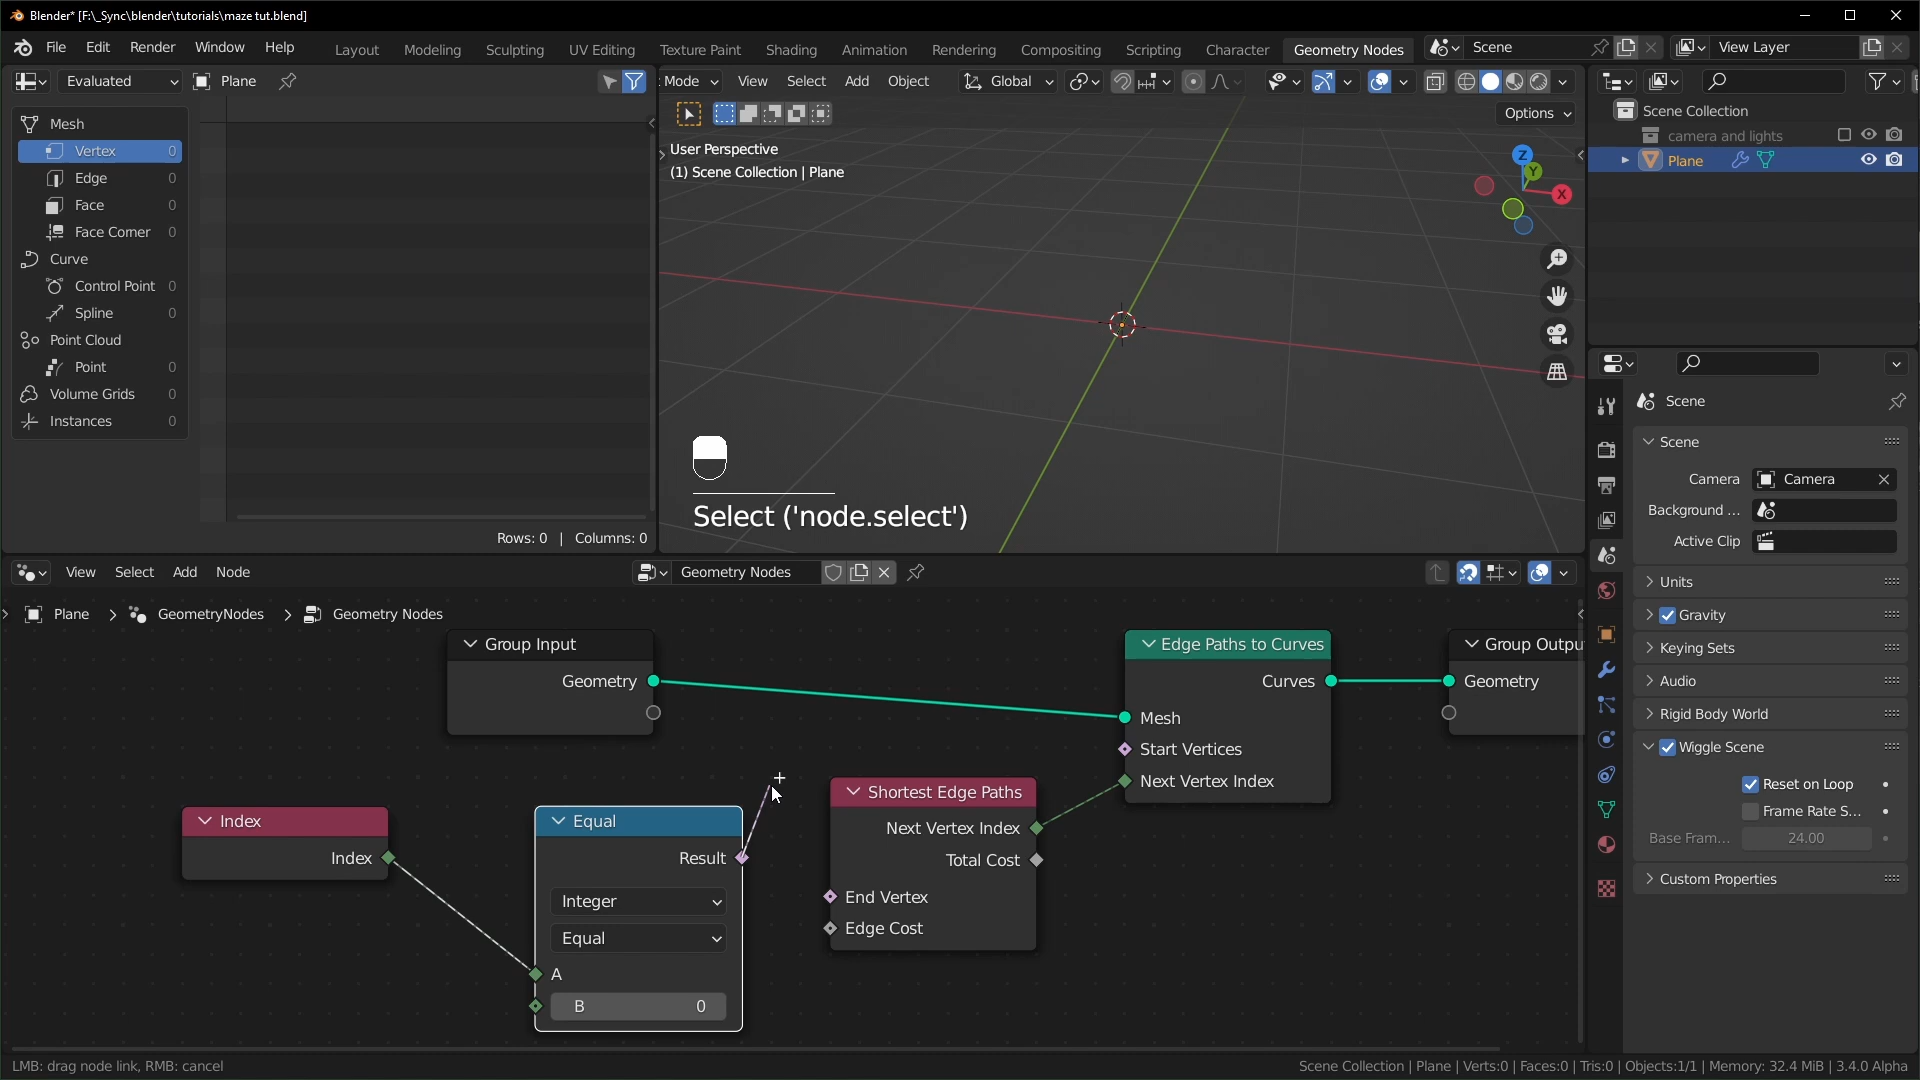 Blender* [F:\_Sync\blender\tutorials\maze tut.blend]
File Edit Render Window Help Layout Modeling Sculpting UV Editing Texture Paint Shading Animation Rendering Compositing Scripting Character Geometry Nodes Scene View Layer
Evaluated Plane
Mode View Select Add Object Global
Options
Mesh
Vertex 0
Edge 0
Face 0
Face Corner 0
Curve
Control Point 0
Spline 0
Point Cloud
Point 0
Volume Grids 0
Instances 0
Rows: 0 | Columns: 0
User Perspective
(1) Scene Collection | Plane
Z
Y
X
Select ('node.select')
Scene Collection
camera and lights
Plane
Scene
Scene
Camera Camera
Background ...
Active Clip
Units
Gravity
Keying Sets
Audio
Rigid Body World
Wiggle Scene
Reset on Loop
Frame Rate S...
Base Fram... 24.00
Custom Properties
View Select Add Node Geometry Nodes
Plane GeometryNodes Geometry Nodes
Group Input
Geometry
Edge Paths to Curves
Curves
Mesh
Start Vertices
Next Vertex Index
Group Outpu
Geometry
Index
Index
Equal
Result
Integer
Equal
A
B 0
Shortest Edge Paths
Next Vertex Index
Total Cost
End Vertex
Edge Cost
LMB: drag node link, RMB: cancel
Scene Collection | Plane | Verts:0 | Faces:0 | Tris:0 | Objects:1/1 | Memory: 32.4 MiB | 3.4.0 Alpha